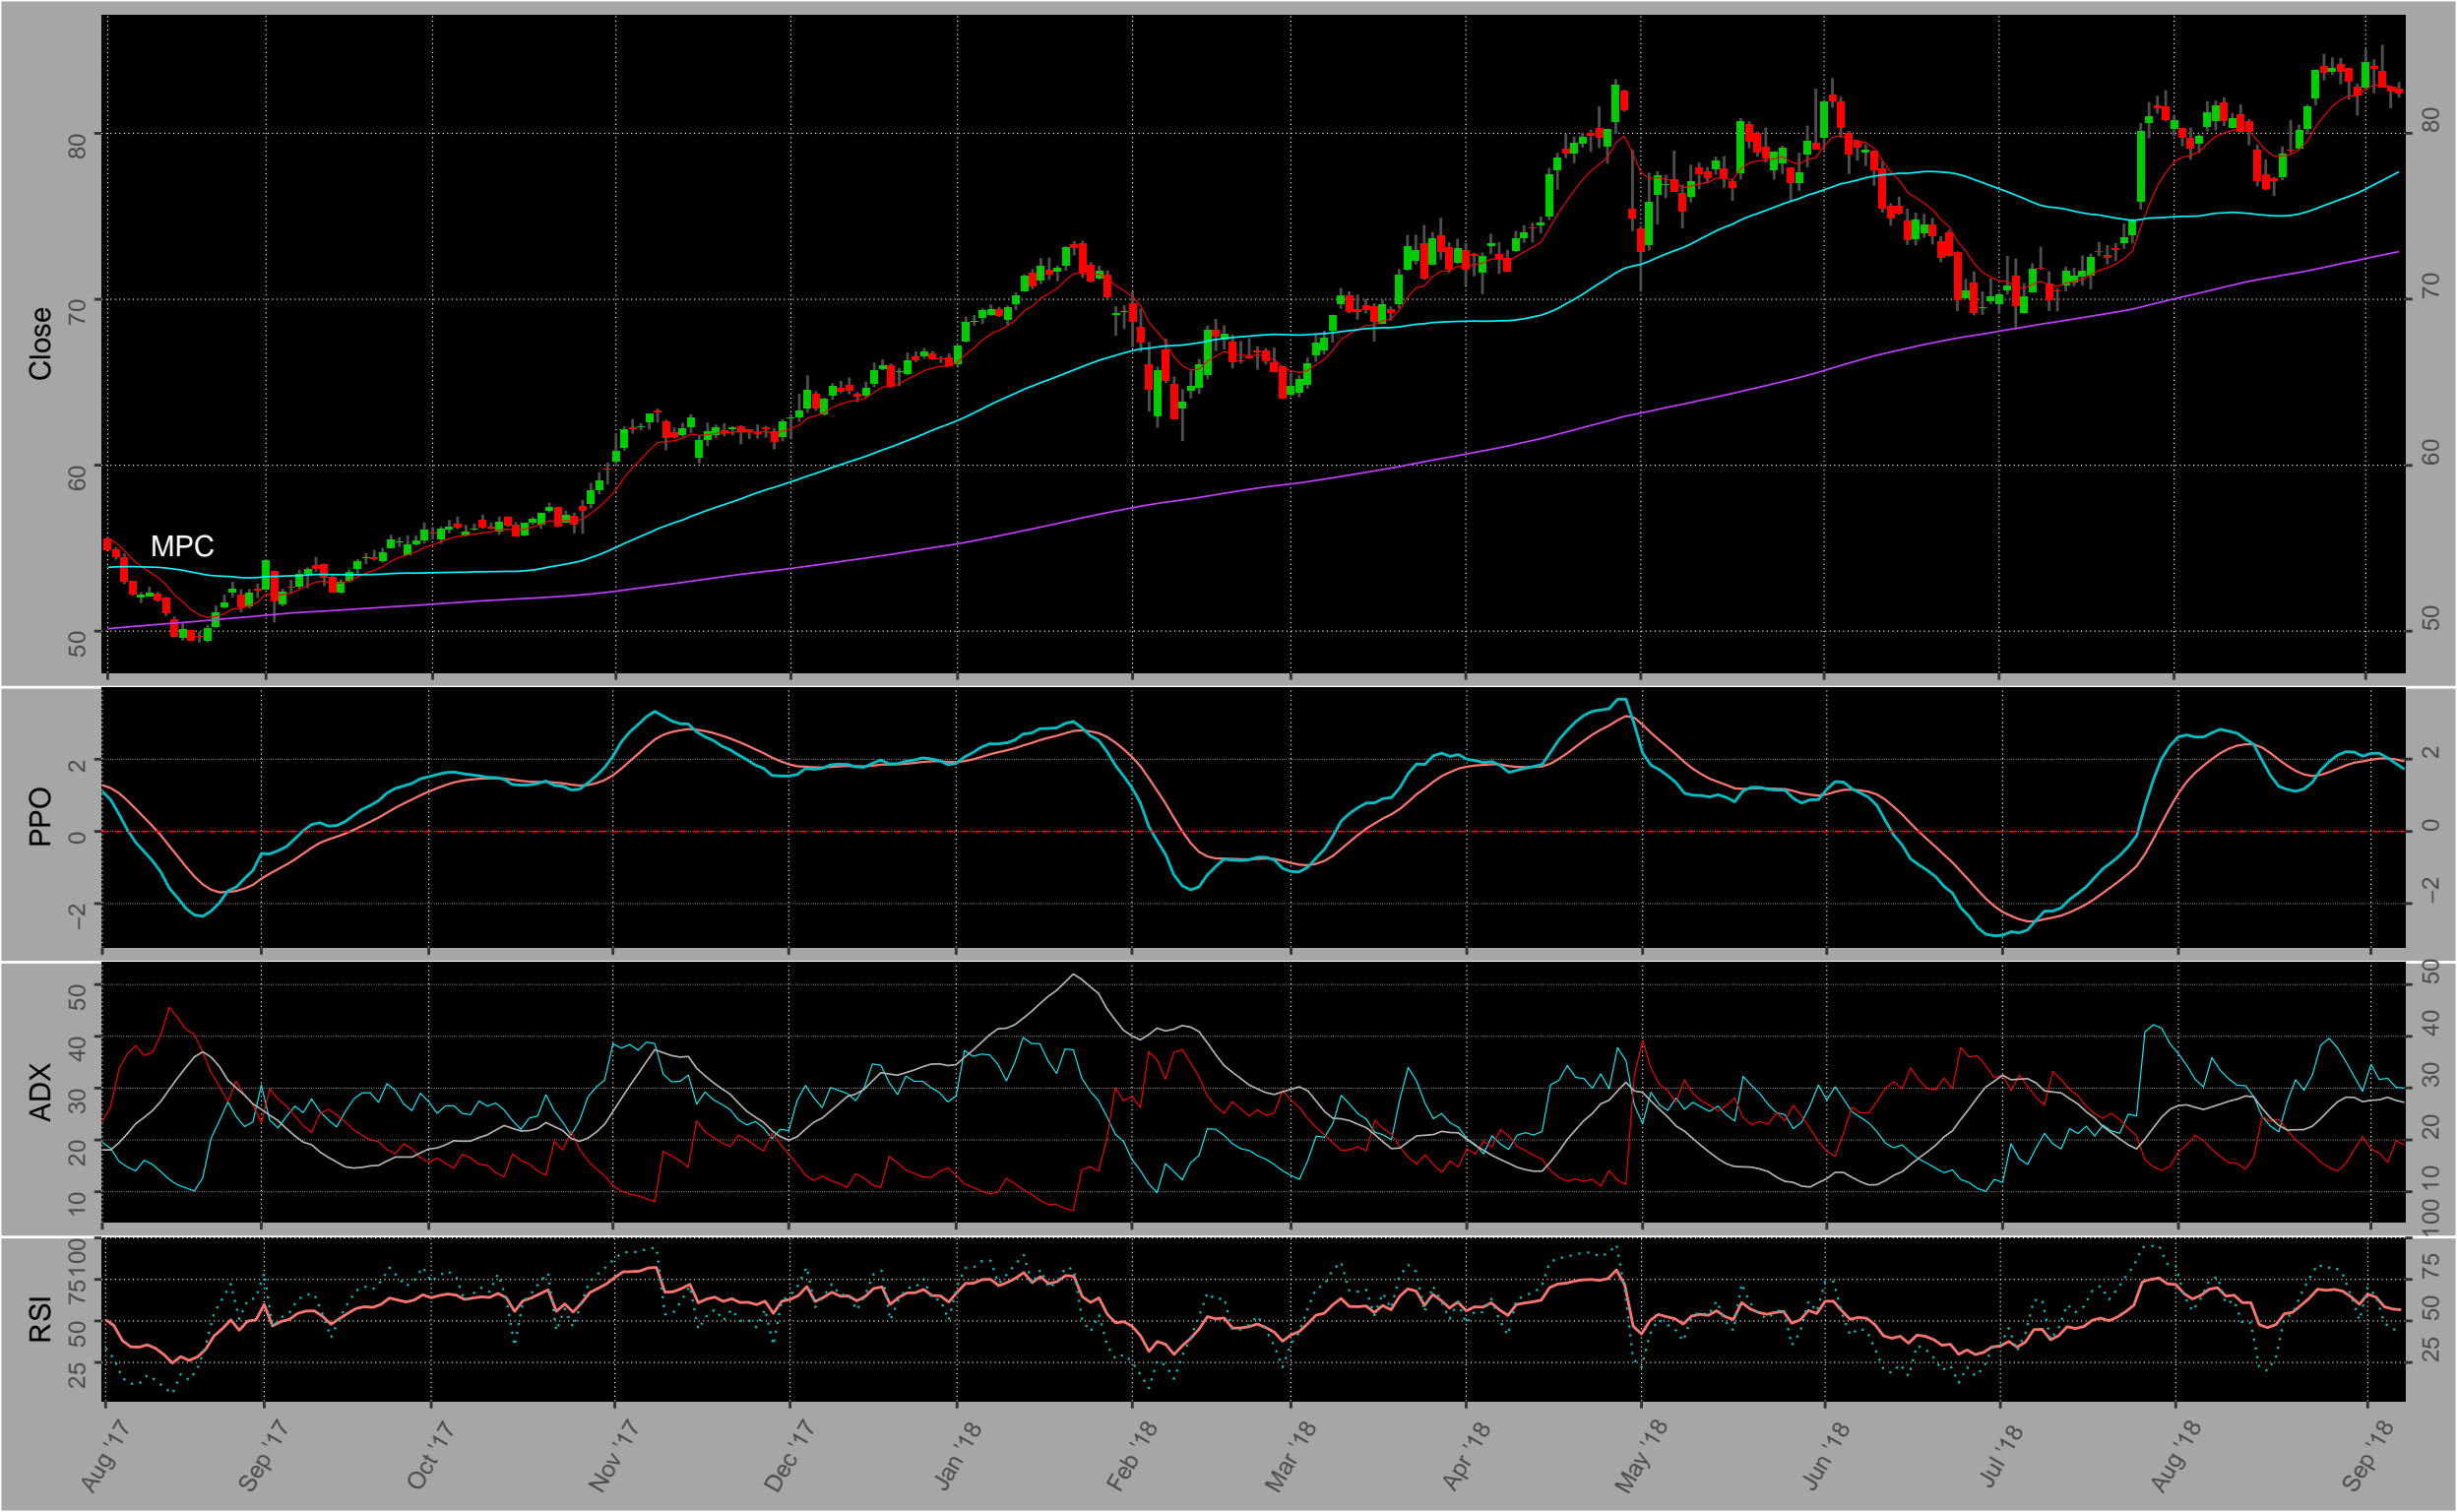 Close
80
70
60
50
MPC
80
70
60
50
PPO
2
0
−2
2
0
−2
ADX
50
40
30
20
10
50
40
30
20
10
RSI
100
75
50
25
100
75
50
25
Aug '17
Sep '17
Oct '17
Nov '17
Dec '17
Jan '18
Feb '18
Mar '18
Apr '18
May '18
Jun '18
Jul '18
Aug '18
Sep '18